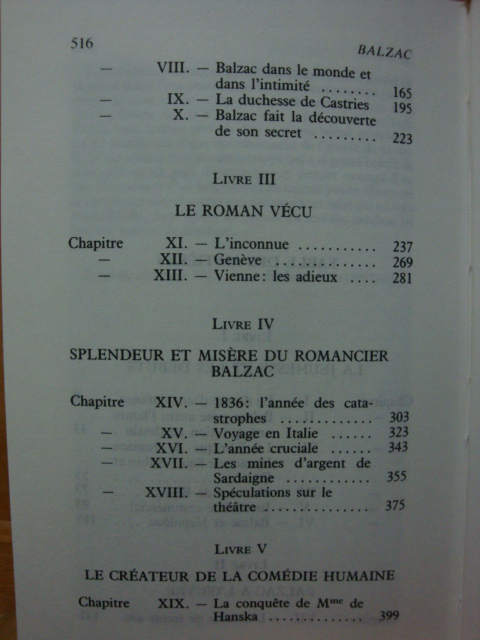 516
BALZAC
— VIII. — Balzac dans le monde et
dans l'intimité ........ 165
— IX. — La duchesse de Castries 195
— X. — Balzac fait la découverte
de son secret ......... 223
LIVRE III
LE ROMAN VÉCU
Chapitre XI. — L'inconnue ........... 237
— XII. — Genève ............. 269
— XIII. — Vienne : les adieux .... 281
LIVRE IV
SPLENDEUR ET MISÈRE DU ROMANCIER
BALZAC
Chapitre XIV. — 1836 : l'année des cata-
strophes ............. 303
— XV. — Voyage en Italie ...... 323
— XVI. — L'année cruciale ...... 343
— XVII. — Les mines d'argent de
Sardaigne ............ 355
— XVIII. — Spéculations sur le
théâtre ............... 375
LIVRE V
LE CRÉATEUR DE LA COMÉDIE HUMAINE
Chapitre XIX. — La conquête de Mme de
Hanska .............. 399